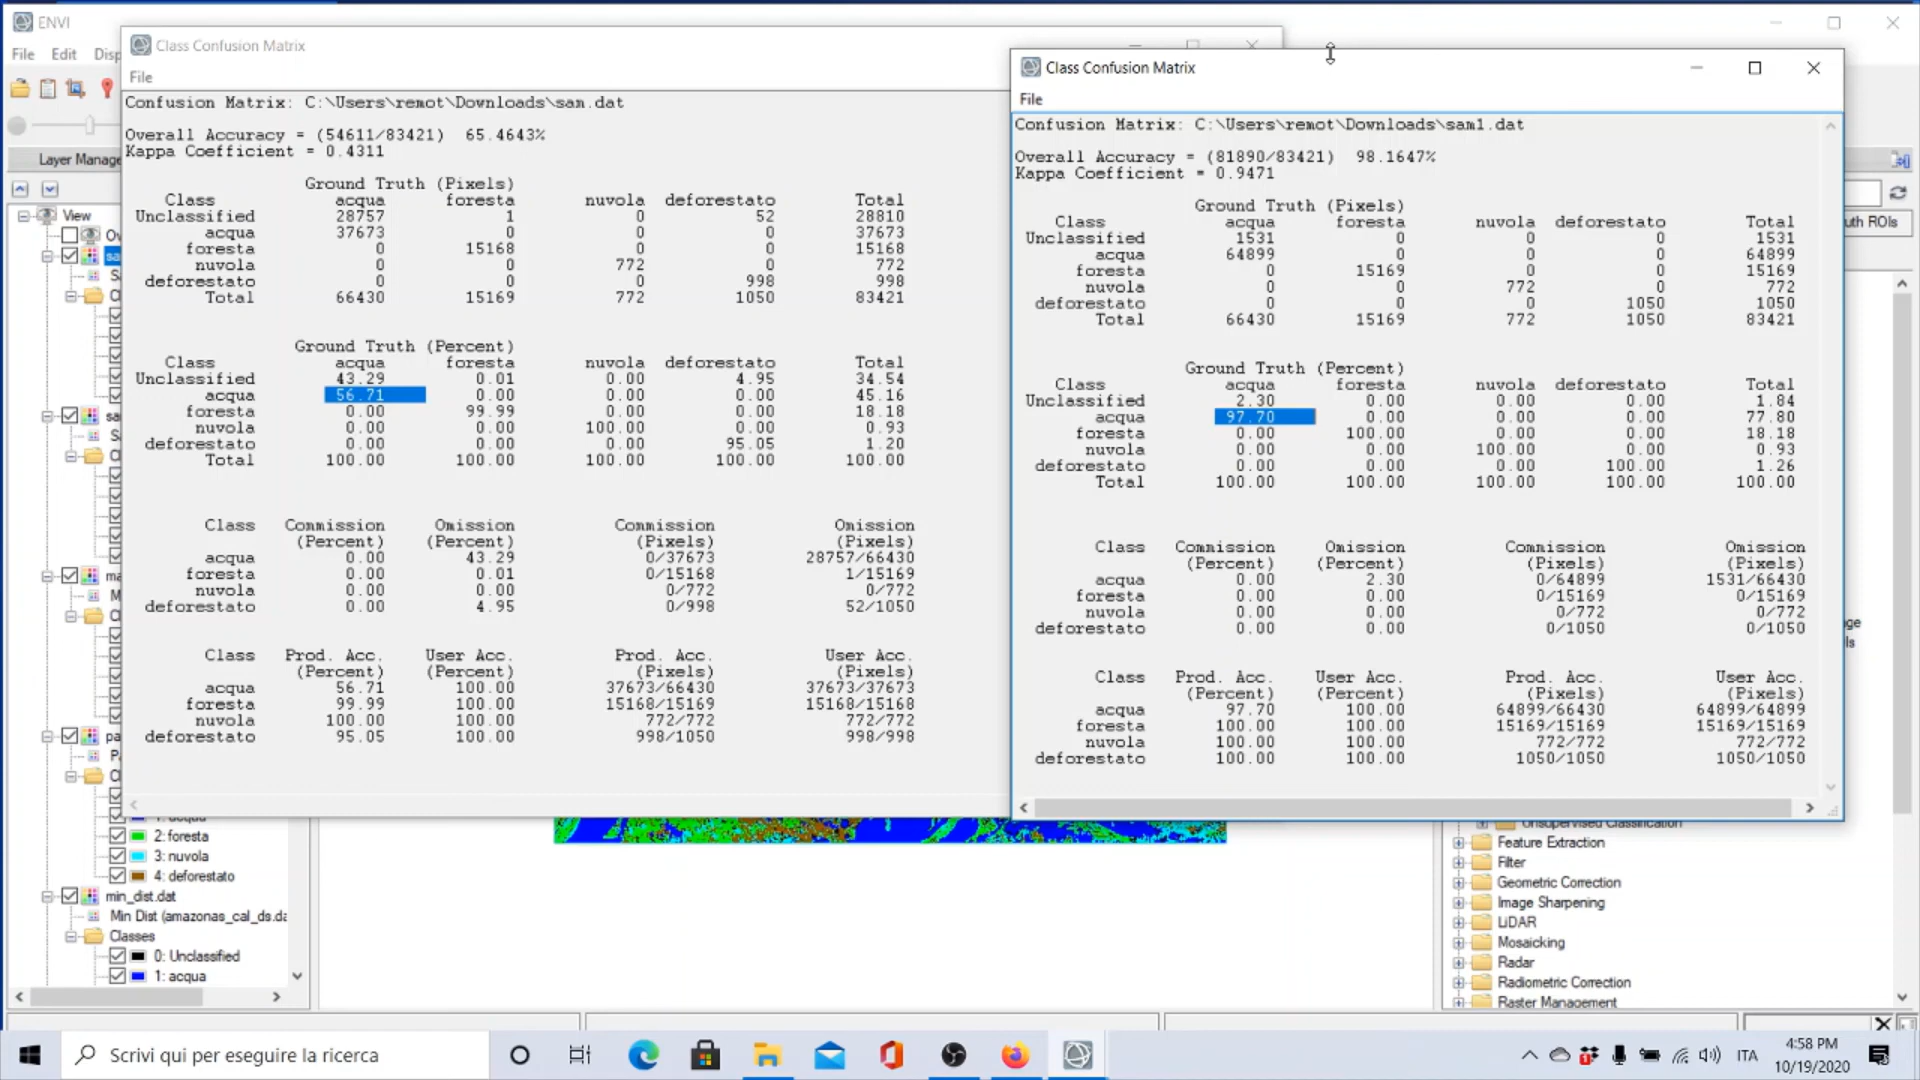 ENVI
File Edit Disp
Layer Manage
View
Ov
sa
S
Cl
sa
S
Cl
ma
M
Cl
pa
Pa
Cl
1: acqua
2: foresta
3: nuvola
4: deforestato
min_dist.dat
Min Dist (amazonas_cal_ds.da
Classes
0: Unclassified
1: acqua
Class Confusion Matrix
File
Confusion Matrix: C:\Users\remot\Downloads\sam.dat
Overall Accuracy = (54611/83421) 65.4643%
Kappa Coefficient = 0.4311
Ground Truth (Pixels)
Class acqua foresta nuvola deforestato Total
Unclassified 28757 1 0 52 28810
acqua 37673 0 0 0 37673
foresta 0 15168 0 0 15168
nuvola 0 0 772 0 772
deforestato 0 0 0 998 998
Total 66430 15169 772 1050 83421
Ground Truth (Percent)
Class acqua foresta nuvola deforestato Total
Unclassified 43.29 0.01 0.00 4.95 34.54
acqua 56.71 0.00 0.00 0.00 45.16
foresta 0.00 99.99 0.00 0.00 18.18
nuvola 0.00 0.00 100.00 0.00 0.93
deforestato 0.00 0.00 0.00 95.05 1.20
Total 100.00 100.00 100.00 100.00 100.00
Class Commission Omission Commission Omission
(Percent) (Percent) (Pixels) (Pixels)
acqua 0.00 43.29 0/37673 28757/66430
foresta 0.00 0.01 0/15168 1/15169
nuvola 0.00 0.00 0/772 0/772
deforestato 0.00 4.95 0/998 52/1050
Class Prod. Acc. User Acc. Prod. Acc. User Acc.
(Percent) (Percent) (Pixels) (Pixels)
acqua 56.71 100.00 37673/66430 37673/37673
foresta 99.99 100.00 15168/15169 15168/15168
nuvola 100.00 100.00 772/772 772/772
deforestato 95.05 100.00 998/1050 998/998
Class Confusion Matrix
File
Confusion Matrix: C:\Users\remot\Downloads\sam1.dat
Overall Accuracy = (81890/83421) 98.1647%
Kappa Coefficient = 0.9471
Ground Truth (Pixels)
Class acqua foresta nuvola deforestato Total
Unclassified 1531 0 0 0 1531
acqua 64899 0 0 0 64899
foresta 0 15169 0 0 15169
nuvola 0 0 772 0 772
deforestato 0 0 0 1050 1050
Total 66430 15169 772 1050 83421
Ground Truth (Percent)
Class acqua foresta nuvola deforestato Total
Unclassified 2.30 0.00 0.00 0.00 1.84
acqua 97.70 0.00 0.00 0.00 77.80
foresta 0.00 100.00 0.00 0.00 18.18
nuvola 0.00 0.00 100.00 0.00 0.93
deforestato 0.00 0.00 0.00 100.00 1.26
Total 100.00 100.00 100.00 100.00 100.00
Class Commission Omission Commission Omission
(Percent) (Percent) (Pixels) (Pixels)
acqua 0.00 2.30 0/64899 1531/66430
foresta 0.00 0.00 0/15169 0/15169
nuvola 0.00 0.00 0/772 0/772
deforestato 0.00 0.00 0/1050 0/1050
Class Prod. Acc. User Acc. Prod. Acc. User Acc.
(Percent) (Percent) (Pixels) (Pixels)
acqua 97.70 100.00 64899/66430 64899/64899
foresta 100.00 100.00 15169/15169 15169/15169
nuvola 100.00 100.00 772/772 772/772
deforestato 100.00 100.00 1050/1050 1050/1050
uth ROIs
ge
ls
Unsupervised Classification
Feature Extraction
Filter
Geometric Correction
Image Sharpening
LiDAR
Mosaicking
Radar
Radiometric Correction
Raster Management
Scrivi qui per eseguire la ricerca
ITA
4:58 PM
10/19/2020